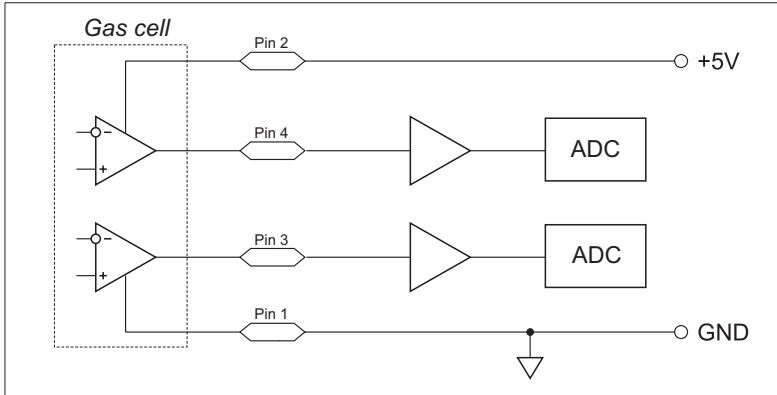 Gas cell
Pin 2
+5V
−
+
Pin 4
ADC
−
+
Pin 3
ADC
Pin 1
GND